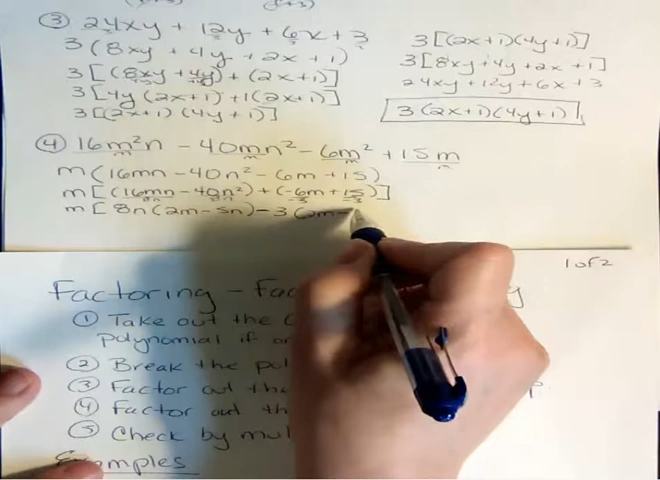 ③ 24xy + 12y + 6x + 3
3(8xy + 4y + 2x + 1)
3[(8xy + 4y) + (2x+1)]
3[4y(2x+1) + 1(2x+1)]
3[(2x+1)(4y+1)]
3[(2x+1)(4y+1)]
3[8xy+4y+2x+1]
24xy+12y+6x+3
3(2x+1)(4y+1)
④ 16m²n - 40mn² - 6m² + 15m
m(16mn - 40n² - 6m + 15)
m[(16mn - 40n²) + (-6m + 15)]
m[8n(2m - 5n) - 3(2m -
1 of 2
Factoring -
① Take out the
polynomial if
② Break the
③ Factor out the
④ Factor out
⑤ Check by
Examples